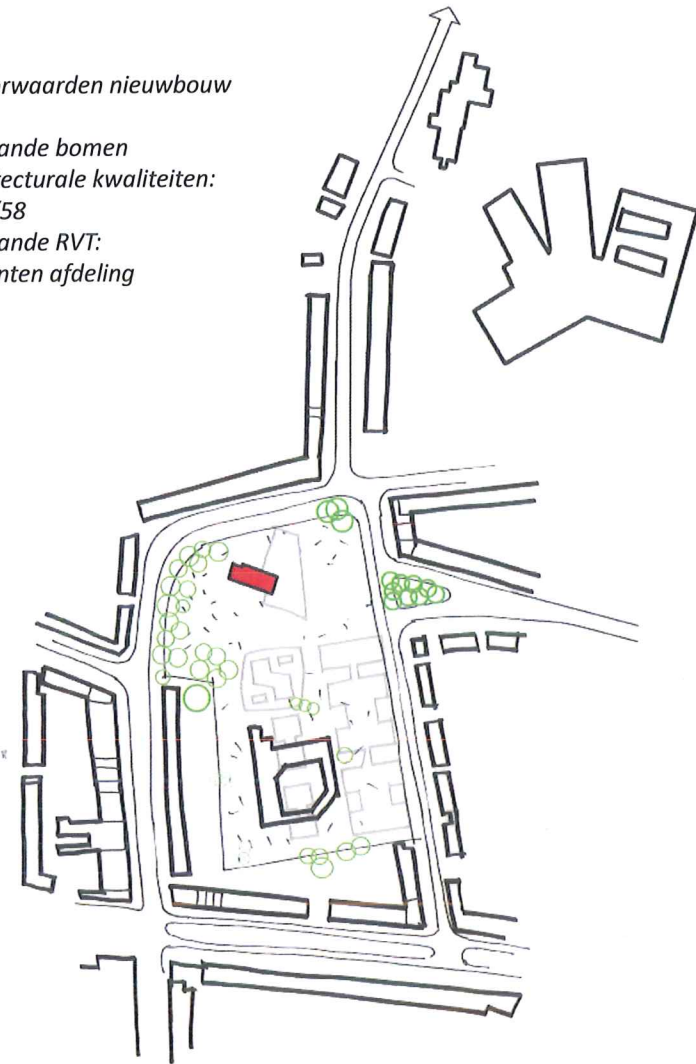 rwaarden nieuwbouw
ande bomen
ecturale kwaliteiten:
58
ande RVT:
nten afdeling